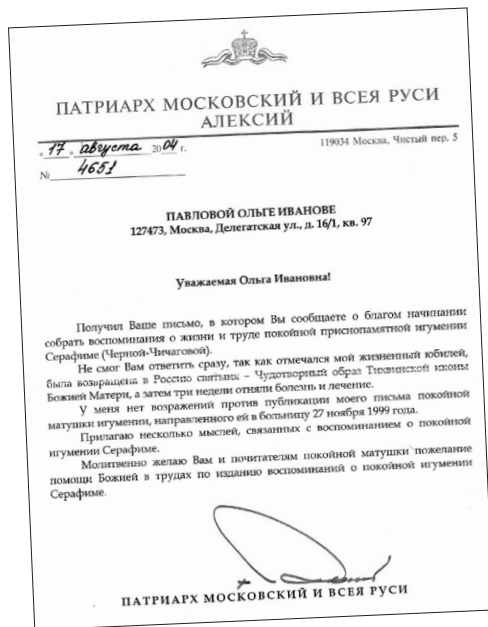 ПАТРИАРХ МОСКОВСКИЙ И ВСЕЯ РУСИ
АЛЕКСИЙ
„17„ августа 2004 г.
119034 Москва, Чистый пер. 5
№ 4651
ПАВЛОВОЙ ОЛЬГЕ ИВАНОВЕ
127473, Москва, Делегатская ул., д. 16/1, кв. 97
Уважаемая Ольга Ивановна!
Получил Ваше письмо, в котором Вы сообщаете о благом начинании
собрать воспоминания о жизни и труде покойной приснопамятной игумении
Серафиме (Черной-Чичаговой).
Не смог Вам ответить сразу, так как отмечался мой жизненный юбилей,
была возвращена в Россию святыня – Чудотворный образ Тихвинской иконы
Божией Матери, а затем три недели отняли болезнь и лечение.
У меня нет возражений против публикации моего письма покойной
матушки игумении, направленного ей в больницу 27 ноября 1999 года.
Прилагаю несколько мыслей, связанных с воспоминанием о покойной
игумении Серафиме.
Молитвенно желаю Вам и почитателям покойной матушки пожелание
помощи Божией в трудах по изданию воспоминаний о покойной игумении
Серафиме.
ПАТРИАРХ МОСКОВСКИЙ И ВСЕЯ РУСИ